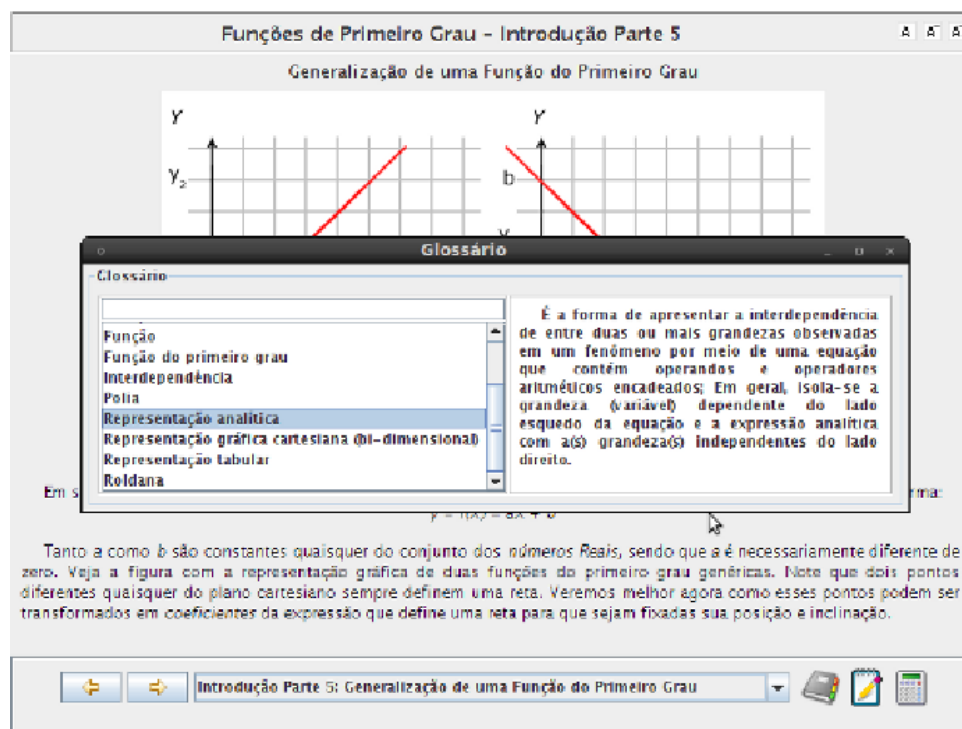 Funções de Primeiro Grau - Introdução Parte 5
A A A
Generalização de uma Função do Primeiro Grau
Y
Y
Y2
b
Glossário
Glossário
Função
Função do primeiro grau
Interdependência
Polia
Representação analítica
Representação gráfica cartesiana (bi-dimensional)
Representação tabular
Roldana
É a forma de apresentar a interdependência
de entre duas ou mais grandezas observadas
em um fenômeno por meio de uma equação
que contém operandos e operadores
aritméticos encadeados; Em geral, isola-se a
grandeza (variável) dependente do lado
esquedo da equação e a expressão analítica
com a(s) grandeza(s) independentes do lado
direito.
Em s
rma:
y = f(x) = ax + b
Tanto a como b são constantes quaisquer do conjunto dos números Reais, sendo que a é necessariamente diferente de
zero. Veja a figura com a representação gráfica de duas funções do primeiro grau genéricas. Note que dois pontos
diferentes quaisquer do plano cartesiano sempre definem uma reta. Veremos melhor agora como esses pontos podem ser
transformados em coeficientes da expressão que define uma reta para que sejam fixadas sua posição e inclinação.
Introdução Parte 5: Generalização de uma Função do Primeiro Grau